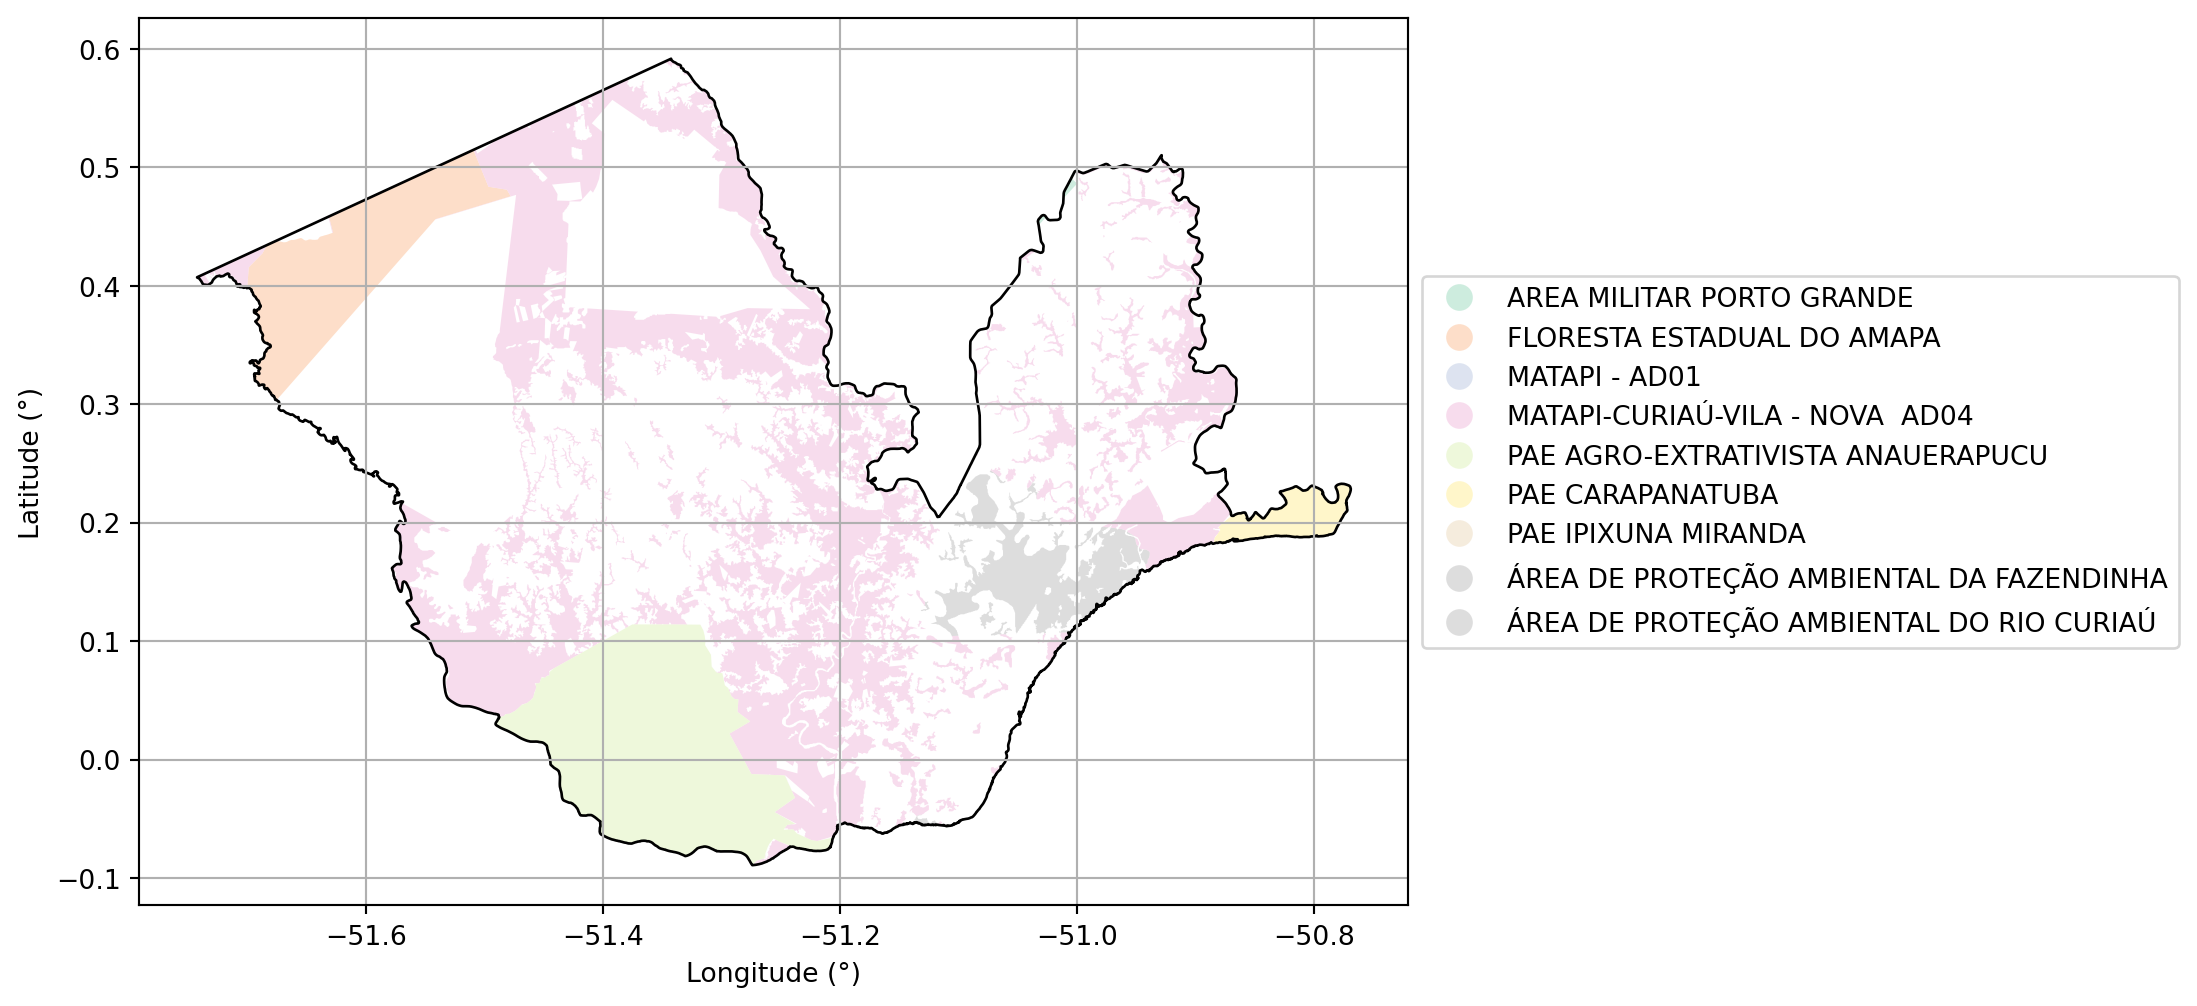 0.6
0.5
0.4
0.3
0.2
0.1
0.0
−0.1
Latitude (°)
−51.6
−51.4
−51.2
−51.0
−50.8
Longitude (°)
AREA MILITAR PORTO GRANDE
FLORESTA ESTADUAL DO AMAPA
MATAPI - AD01
MATAPI-CURIAÚ-VILA - NOVA  AD04
PAE AGRO-EXTRATIVISTA ANAUERAPUCU
PAE CARAPANATUBA
PAE IPIXUNA MIRANDA
ÁREA DE PROTEÇÃO AMBIENTAL DA FAZENDINHA
ÁREA DE PROTEÇÃO AMBIENTAL DO RIO CURIAÚ